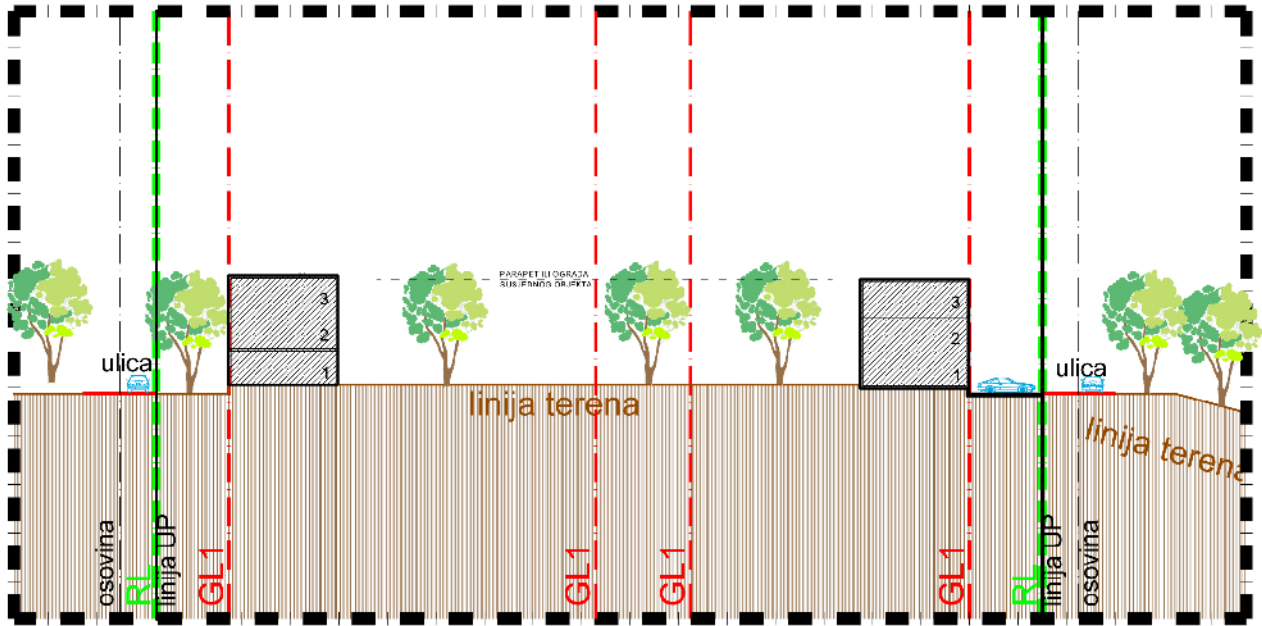 PARAPET ILI OGRADA
SUSJEDNOG OBJEKTA
3
2
1
3
2
1
ulica
ulica
linija terena
linija terena
osovina
RL
linija UP
GL1
GL1
GL1
GL1
RL
linija UP
osovina